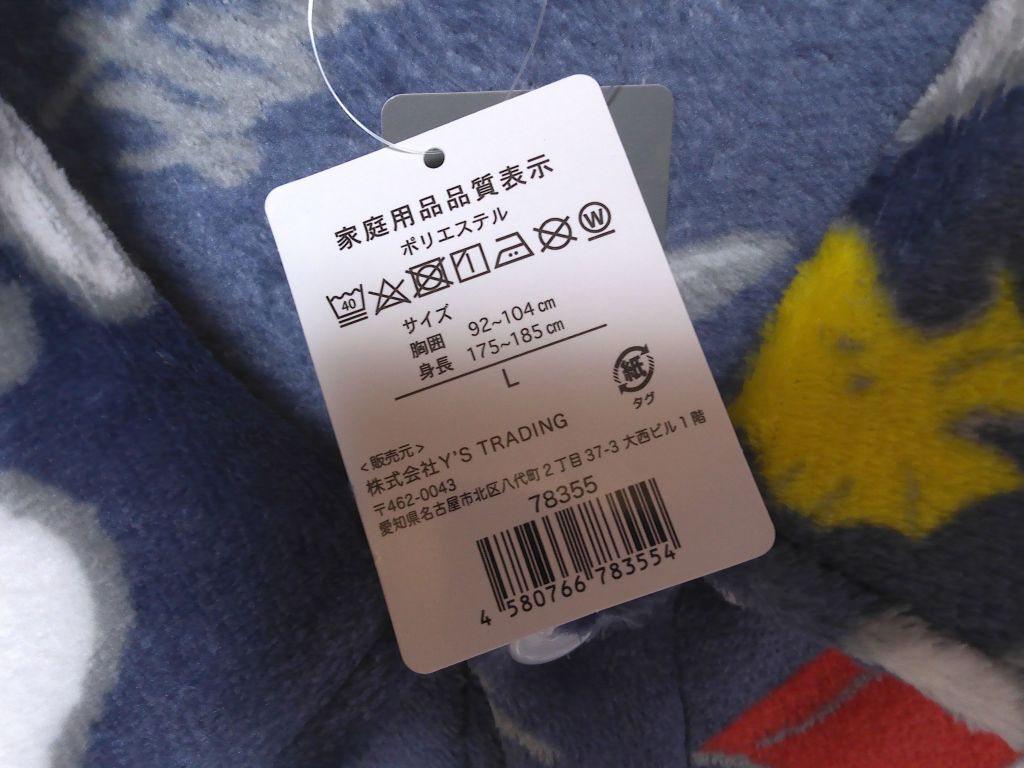 家庭用品品質表示
ポリエステル
40 W
サイズ
胸囲 92~104cm
身長 175~185cm
L
紙
タグ
<販売元>
株式会社Y'S TRADING
〒462-0043
愛知県名古屋市北区八代町2丁目37-3 大西ビル1階
78355
4 580766 783554